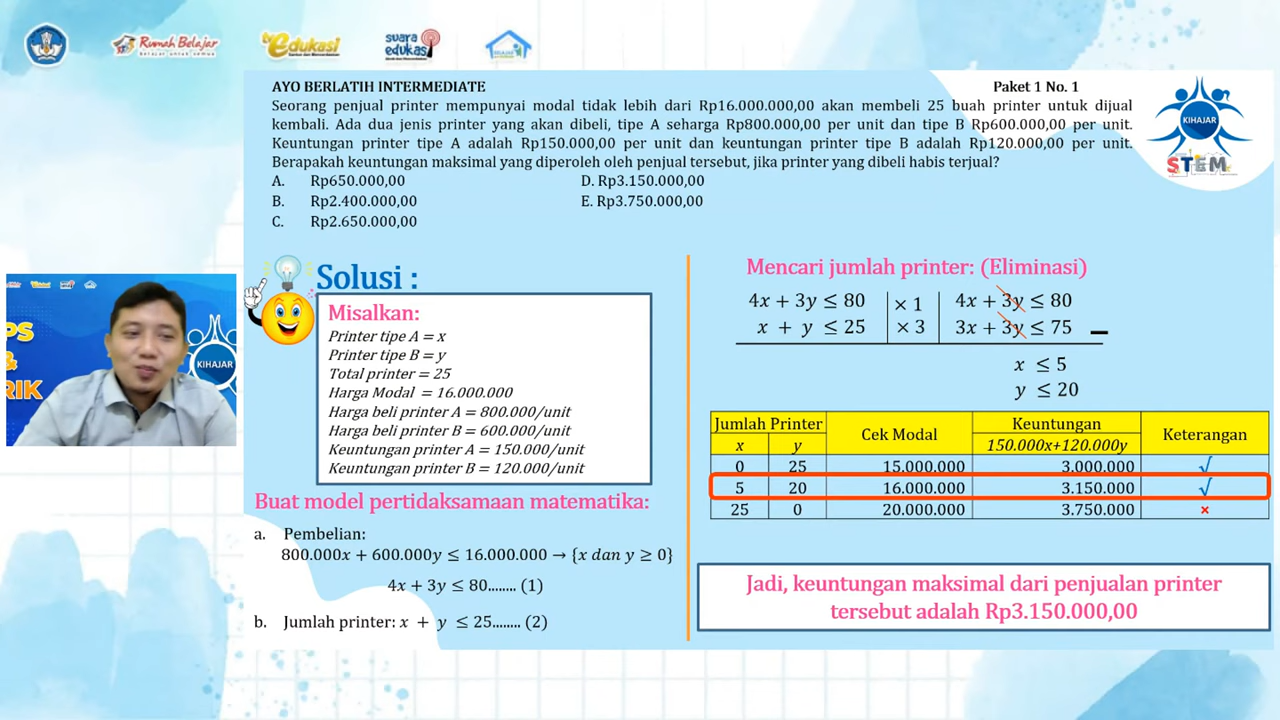 Rumah Belajar
Belajar untuk semua
tv edukasi
suara
edukasi
AYO BERLATIH INTERMEDIATE
Paket 1 No. 1
Seorang penjual printer mempunyai modal tidak lebih dari Rp16.000.000,00 akan membeli 25 buah printer untuk dijual
kembali. Ada dua jenis printer yang akan dibeli, tipe A seharga Rp800.000,00 per unit dan tipe B Rp600.000,00 per unit.
Keuntungan printer tipe A adalah Rp150.000,00 per unit dan keuntungan printer tipe B adalah Rp120.000,00 per unit.
Berapakah keuntungan maksimal yang diperoleh oleh penjual tersebut, jika printer yang dibeli habis terjual?
A. Rp650.000,00
B. Rp2.400.000,00
C. Rp2.650.000,00
D. Rp3.150.000,00
E. Rp3.750.000,00
KIHAJAR
STEM
Solusi :
Misalkan:
Printer tipe A = x
Printer tipe B = y
Total printer = 25
Harga Modal = 16.000.000
Harga beli printer A = 800.000/unit
Harga beli printer B = 600.000/unit
Keuntungan printer A = 150.000/unit
Keuntungan printer B = 120.000/unit
Buat model pertidaksamaan matematika:
a. Pembelian:
800.000x + 600.000y ≤ 16.000.000 → {x dan y ≥ 0}
4x + 3y ≤ 80........ (1)
b. Jumlah printer: x + y ≤ 25........ (2)
Mencari jumlah printer: (Eliminasi)
4x + 3y ≤ 80 | × 1 | 4x + 3y ≤ 80
x + y ≤ 25 | × 3 | 3x + 3y ≤ 75 −
x ≤ 5
y ≤ 20
Jumlah Printer Cek Modal Keuntungan Keterangan
x y 150.000x+120.000y
0 25 15.000.000 3.000.000 √
5 20 16.000.000 3.150.000 √
25 0 20.000.000 3.750.000 ×
Jadi, keuntungan maksimal dari penjualan printer
tersebut adalah Rp3.150.000,00
PS
&
RIK
KIHAJAR